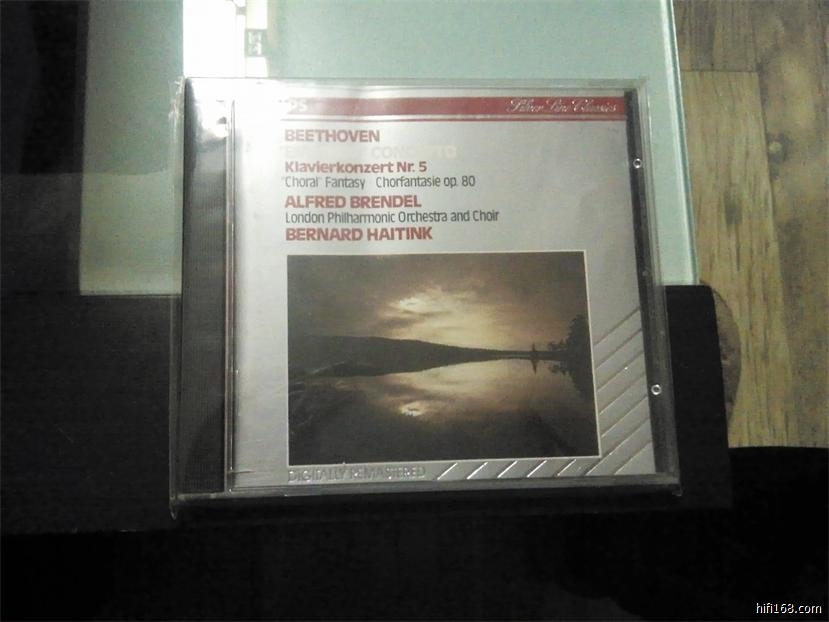 Silver Line Classics
BEETHOVEN
CONCERTO
Klavierkonzert Nr. 5
"Choral" Fantasy Chorfantasie op. 80
ALFRED BRENDEL
London Philharmonic Orchestra and Choir
BERNARD HAITINK
DIGITALLY REMASTERED
hifi168.com